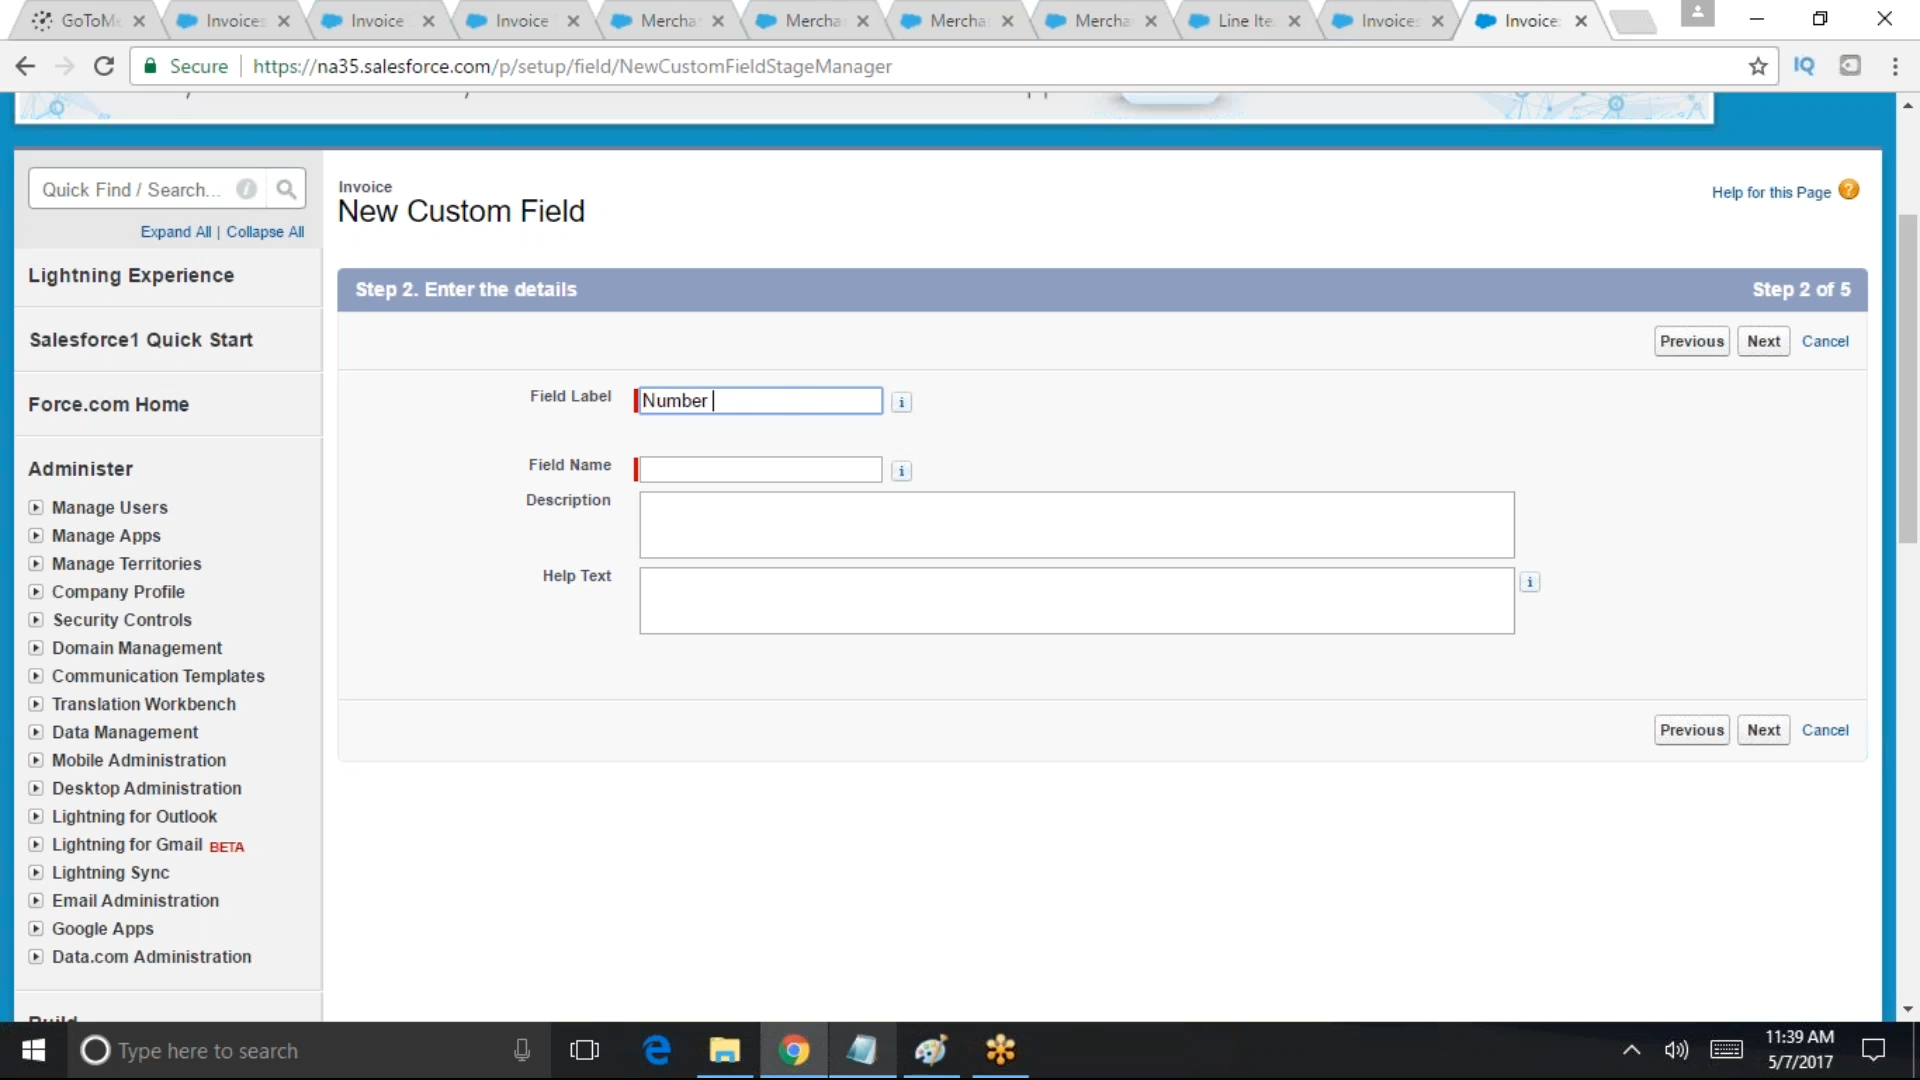 GoToMe
Invoices
Invoice
Invoice
Mercha
Mercha
Mercha
Mercha
Line Ite
Invoices
Invoices
Secure
https://na35.salesforce.com/p/setup/field/NewCustomFieldStageManager
IQ
Quick Find / Search...
Expand All | Collapse All
Lightning Experience
Salesforce1 Quick Start
Force.com Home
Administer
Manage Users
Manage Apps
Manage Territories
Company Profile
Security Controls
Domain Management
Communication Templates
Translation Workbench
Data Management
Mobile Administration
Desktop Administration
Lightning for Outlook
Lightning for Gmail BETA
Lightning Sync
Email Administration
Google Apps
Data.com Administration
Build
Invoice
New Custom Field
Help for this Page
Step 2. Enter the details
Step 2 of 5
Previous Next Cancel
Field Label
Number
Field Name
Description
Help Text
Previous Next Cancel
Type here to search
11:39 AM
5/7/2017